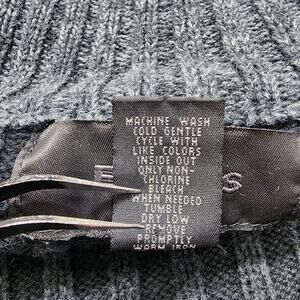 MACHINE WASH
COLD GENTLE
CYCLE WITH
LIKE COLORS
INSIDE OUT
ONLY NON-
CHLORINE
BLEACH
WHEN NEEDED
TUMBLE
DRY LOW
REMOVE
PROMPTLY
WARM IRON